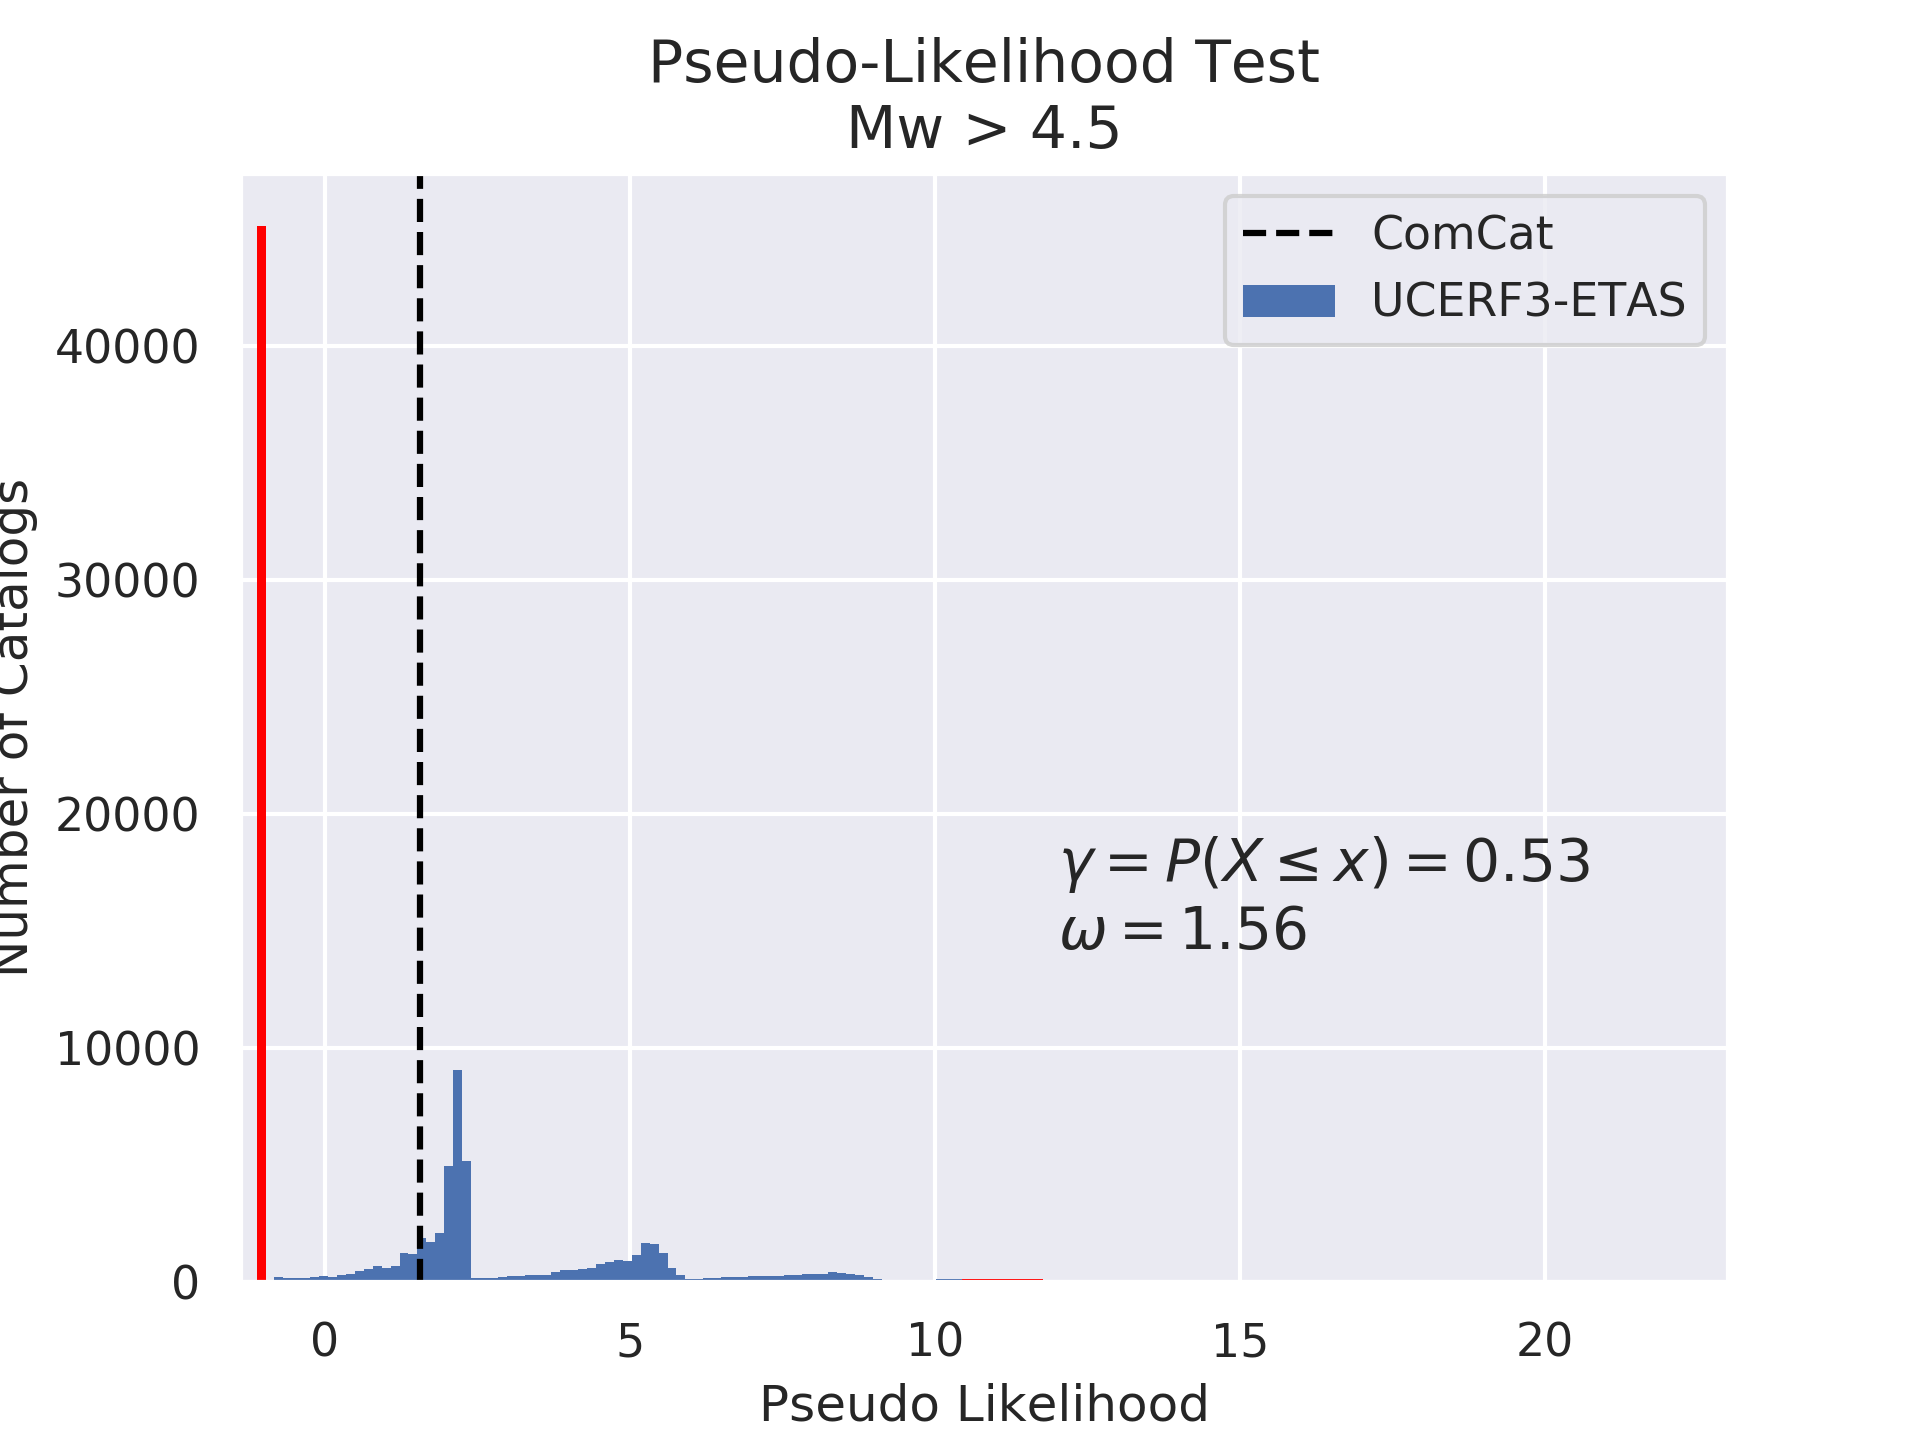 Pseudo-Likelihood Test
Mw > 4.5
ComCat
UCERF3-ETAS
40000
30000
20000
10000
0
Number of Catalogs
γ = P(X ≤ x) = 0.53
ω = 1.56
0 5 10 15 20
Pseudo Likelihood